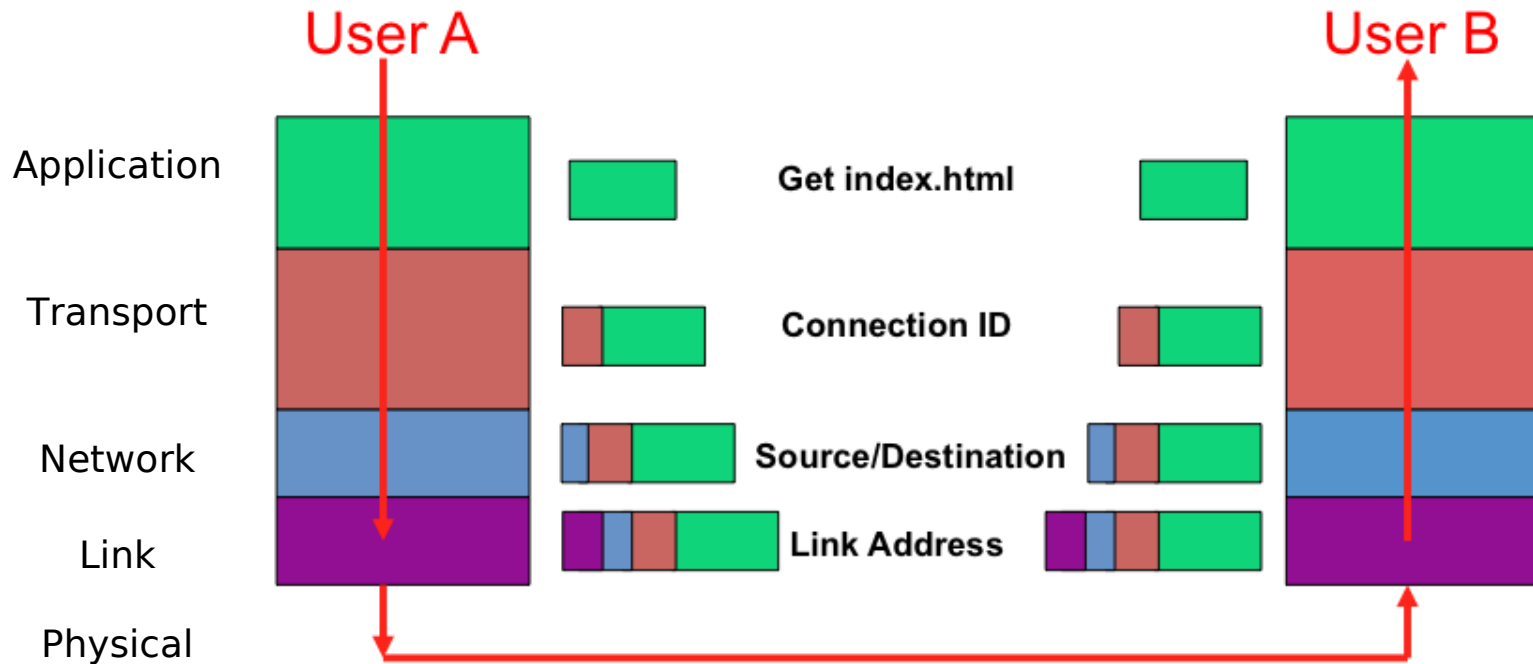 User A
User B
Application
Get index.html
Transport
Connection ID
Network
Source/Destination
Link
Link Address
Physical